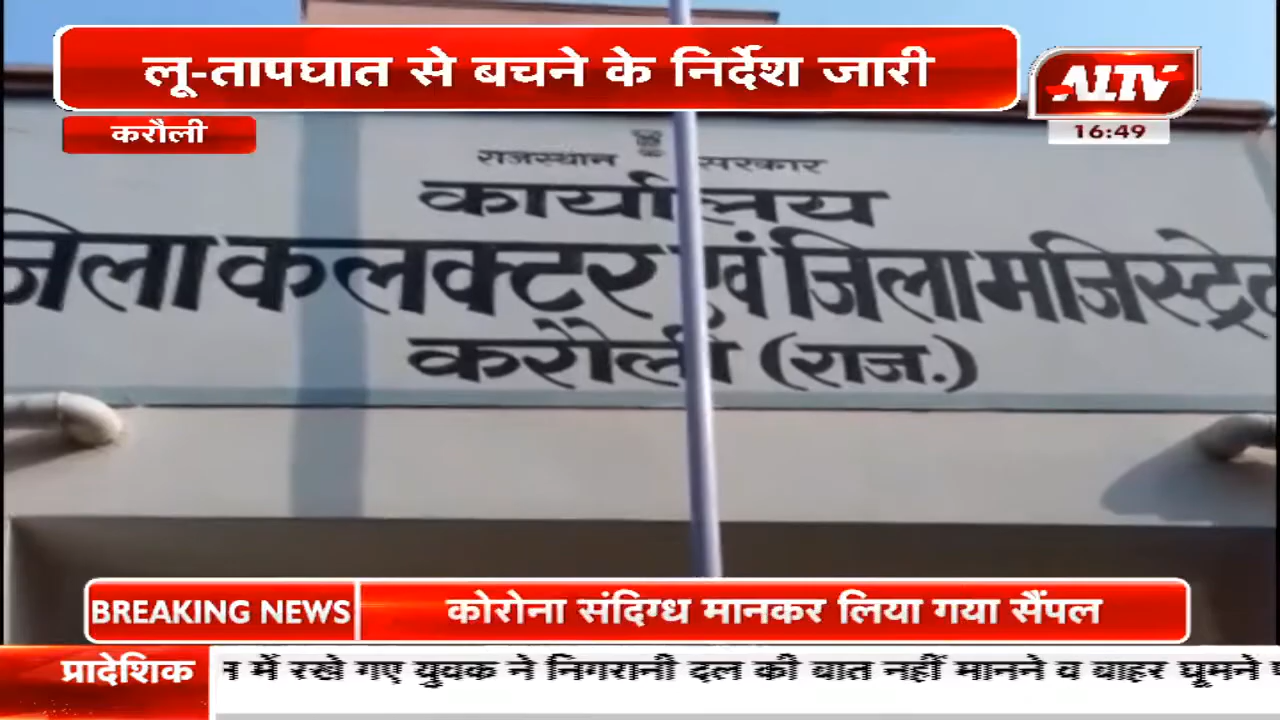 लू-तापघात से बचने के निर्देश जारी
ALTV
16:49
करौली
राजस्थान सरकार
कार्यालय
जिला कलक्टर एवं जिला मजिस्ट्रेट
करौली (राज.)
BREAKING NEWS
कोरोना संदिग्ध मानकर लिया गया सैंपल
प्रादेशिक
में रखे गए युवक ने निगरानी दल की बात नहीं मानने व बाहर घूमने